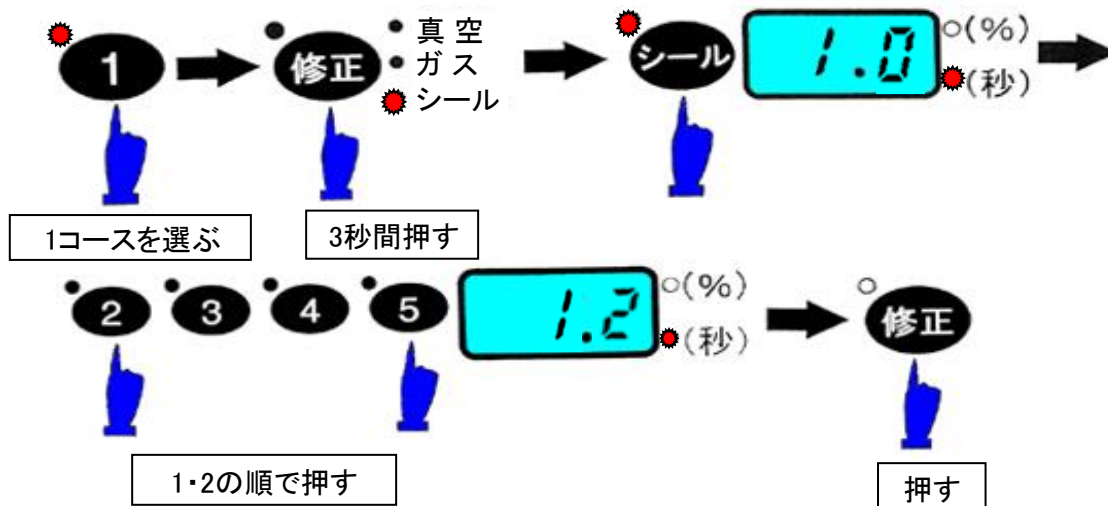 1
修正
真空
ガス
シール
シール
1.0
(%)
(秒)
1コースを選ぶ
3秒間押す
2
3
4
5
1.2
(%)
(秒)
修正
1・2の順で押す
押す